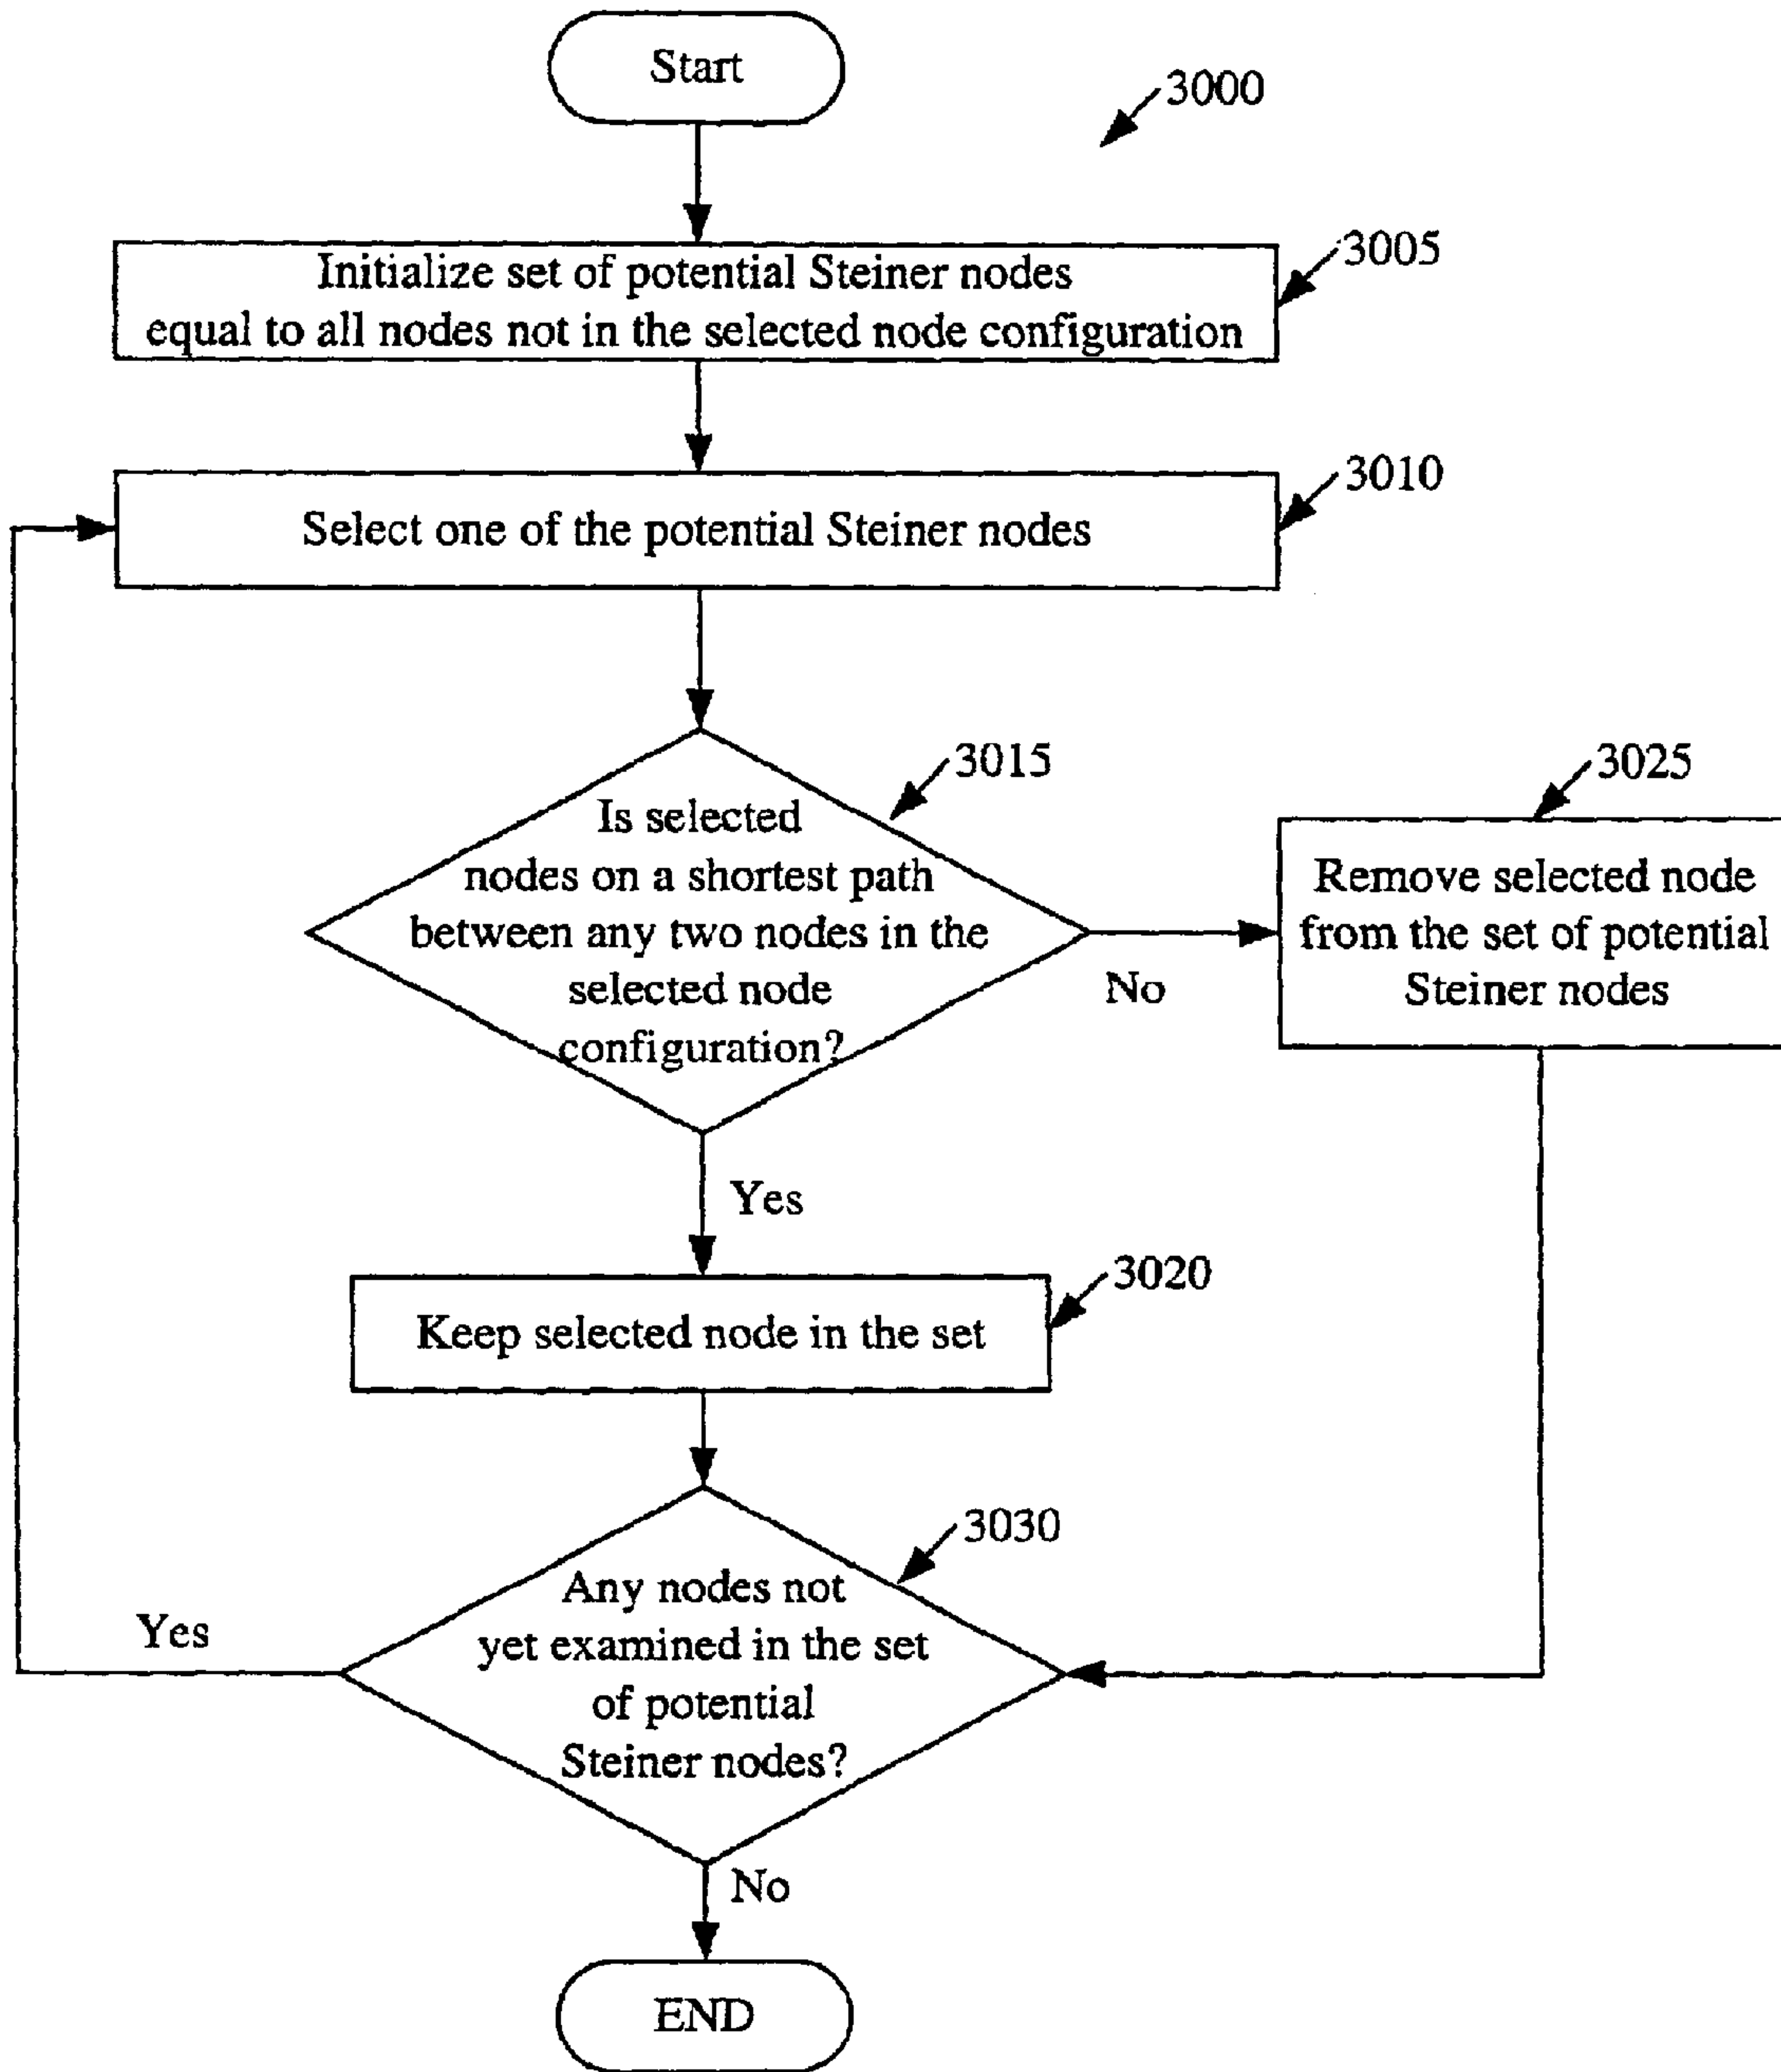 Start
3000
Initialize set of potential Steiner nodes
equal to all nodes not in the selected node configuration
3005
Select one of the potential Steiner nodes
3010
Is selected
nodes on a shortest path
between any two nodes in the
selected node
configuration?
3015
No
Remove selected node
from the set of potential
Steiner nodes
3025
Yes
Keep selected node in the set
3020
Any nodes not
yet examined in the set
of potential
Steiner nodes?
3030
Yes
No
END